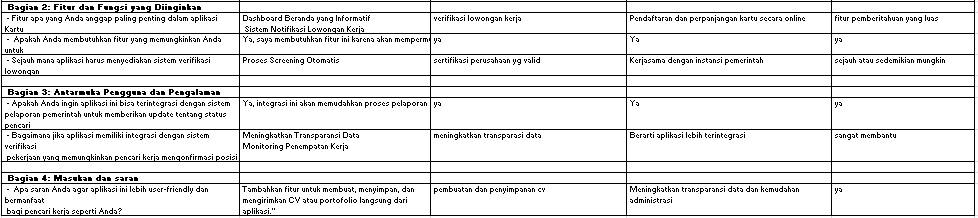 Bagian 2: Fitur dan Fungsi yang Diinginkan
- Fitur apa yang Anda anggap paling penting dalam aplikasi
Kartu
Dashboard Beranda yang Informatif
Sistem Notifikasi Lowongan Kerja
verifikasi lowongan kerja
Pendaftaran dan perpanjangan kartu secara online
fitur pemberitahuan yang luas
- Apakah Anda membutuhkan fitur yang memungkinkan Anda
untuk
Ya, saya membutuhkan fitur ini karena akan memperm
ya
Ya
ya
- Sejauh mana aplikasi harus menyediakan sistem verifikasi
lowongan
Proses Screening Otomatis
sertifikasi perusahaan yg valid
Kerjasama dengan instansi pemerintah
sejauh atau sedemikian mungkin
Bagian 3: Antarmuka Pengguna dan Pengalaman
- Apakah Anda ingin aplikasi ini bisa terintegrasi dengan sistem
pelaporan pemerintah untuk memberikan update tentang status
pencari
Ya, integrasi ini akan memudahkan proses pelaporan
ya
Ya
ya
- Bagaimana jika aplikasi memiliki integrasi dengan sistem
verifikasi
pekerjaan yang memungkinkan pencari kerja mengonfirmasi posisi
Meningkatkan Transparansi Data
Monitoring Penempatan Kerja
meningkatkan transparasi data
Berarti aplikasi lebih terintegrasi
sangat membantu
Bagian 4: Masukan dan saran
- Apa saran Anda agar aplikasi ini lebih user-friendly dan
bermanfaat
bagi pencari kerja seperti Anda?
Tambahkan fitur untuk membuat, menyimpan, dan
mengirimkan CV atau portofolio langsung dari
aplikasi."
pembuatan dan penyimpanan cv
Meningkatkan transparansi data dan kemudahan
administrasi
ya